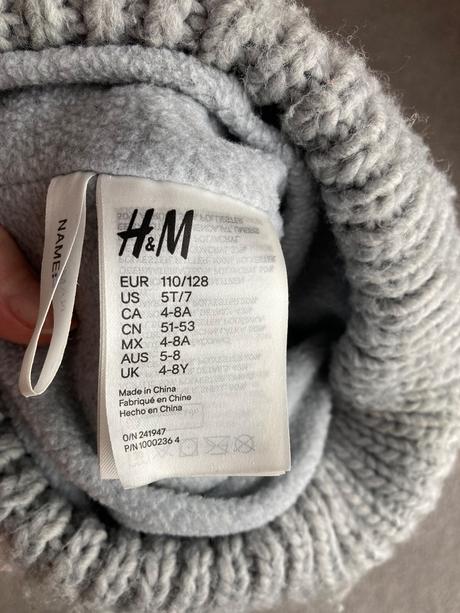 NAME
H&M
EUR 110/128
US 5T/7
CA 4-8A
CN 51-53
MX 4-8A
AUS 5-8
UK 4-8Y
Made in China
Fabriqué en Chine
Hecho en China
O/N 241947
P/N 1000236 4